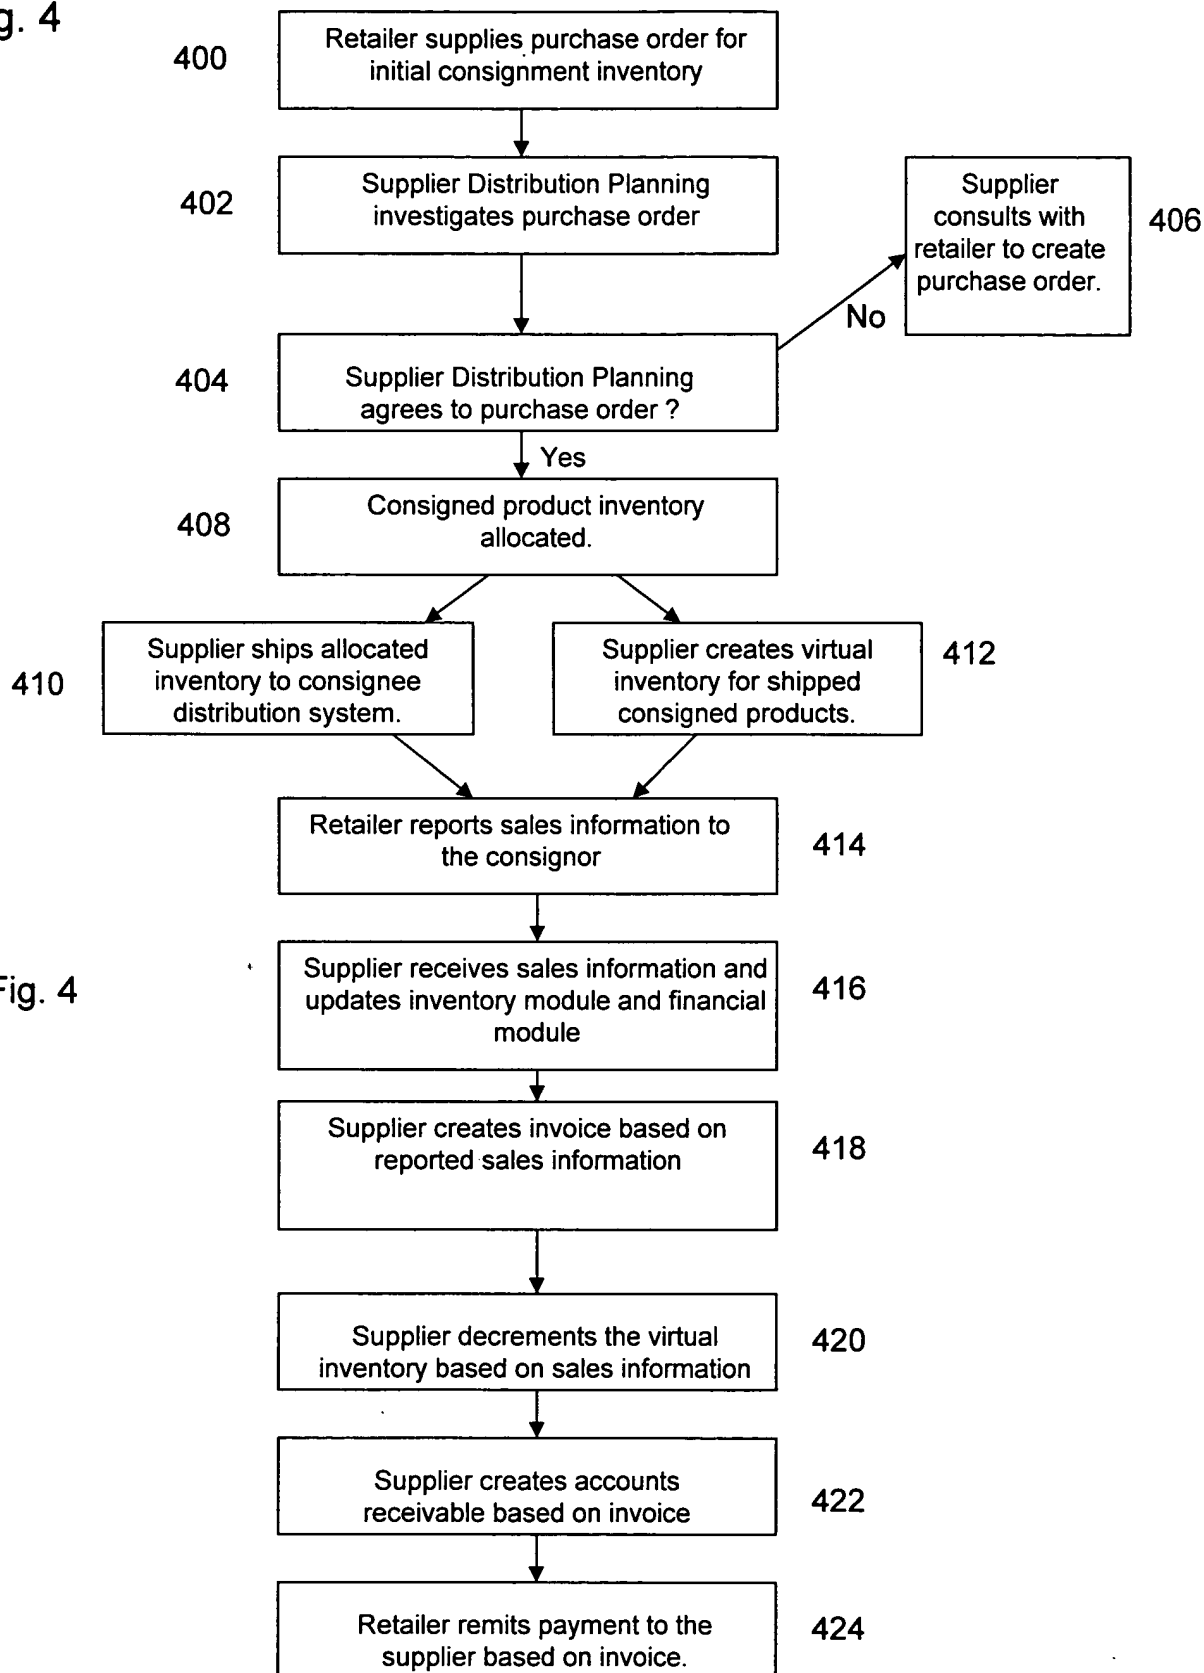 g. 4
400
Retailer supplies purchase order for
initial consignment inventory
402
Supplier Distribution Planning
investigates purchase order
Supplier
consults with
retailer to create
purchase order.
406
No
404
Supplier Distribution Planning
agrees to purchase order ?
Yes
408
Consigned product inventory
allocated.
410
Supplier ships allocated
inventory to consignee
distribution system.
Supplier creates virtual
inventory for shipped
consigned products.
412
Retailer reports sales information to
the consignor
414
Fig. 4
Supplier receives sales information and
updates inventory module and financial
module
416
Supplier creates invoice based on
reported sales information
418
Supplier decrements the virtual
inventory based on sales information
420
Supplier creates accounts
receivable based on invoice
422
Retailer remits payment to the
supplier based on invoice.
424